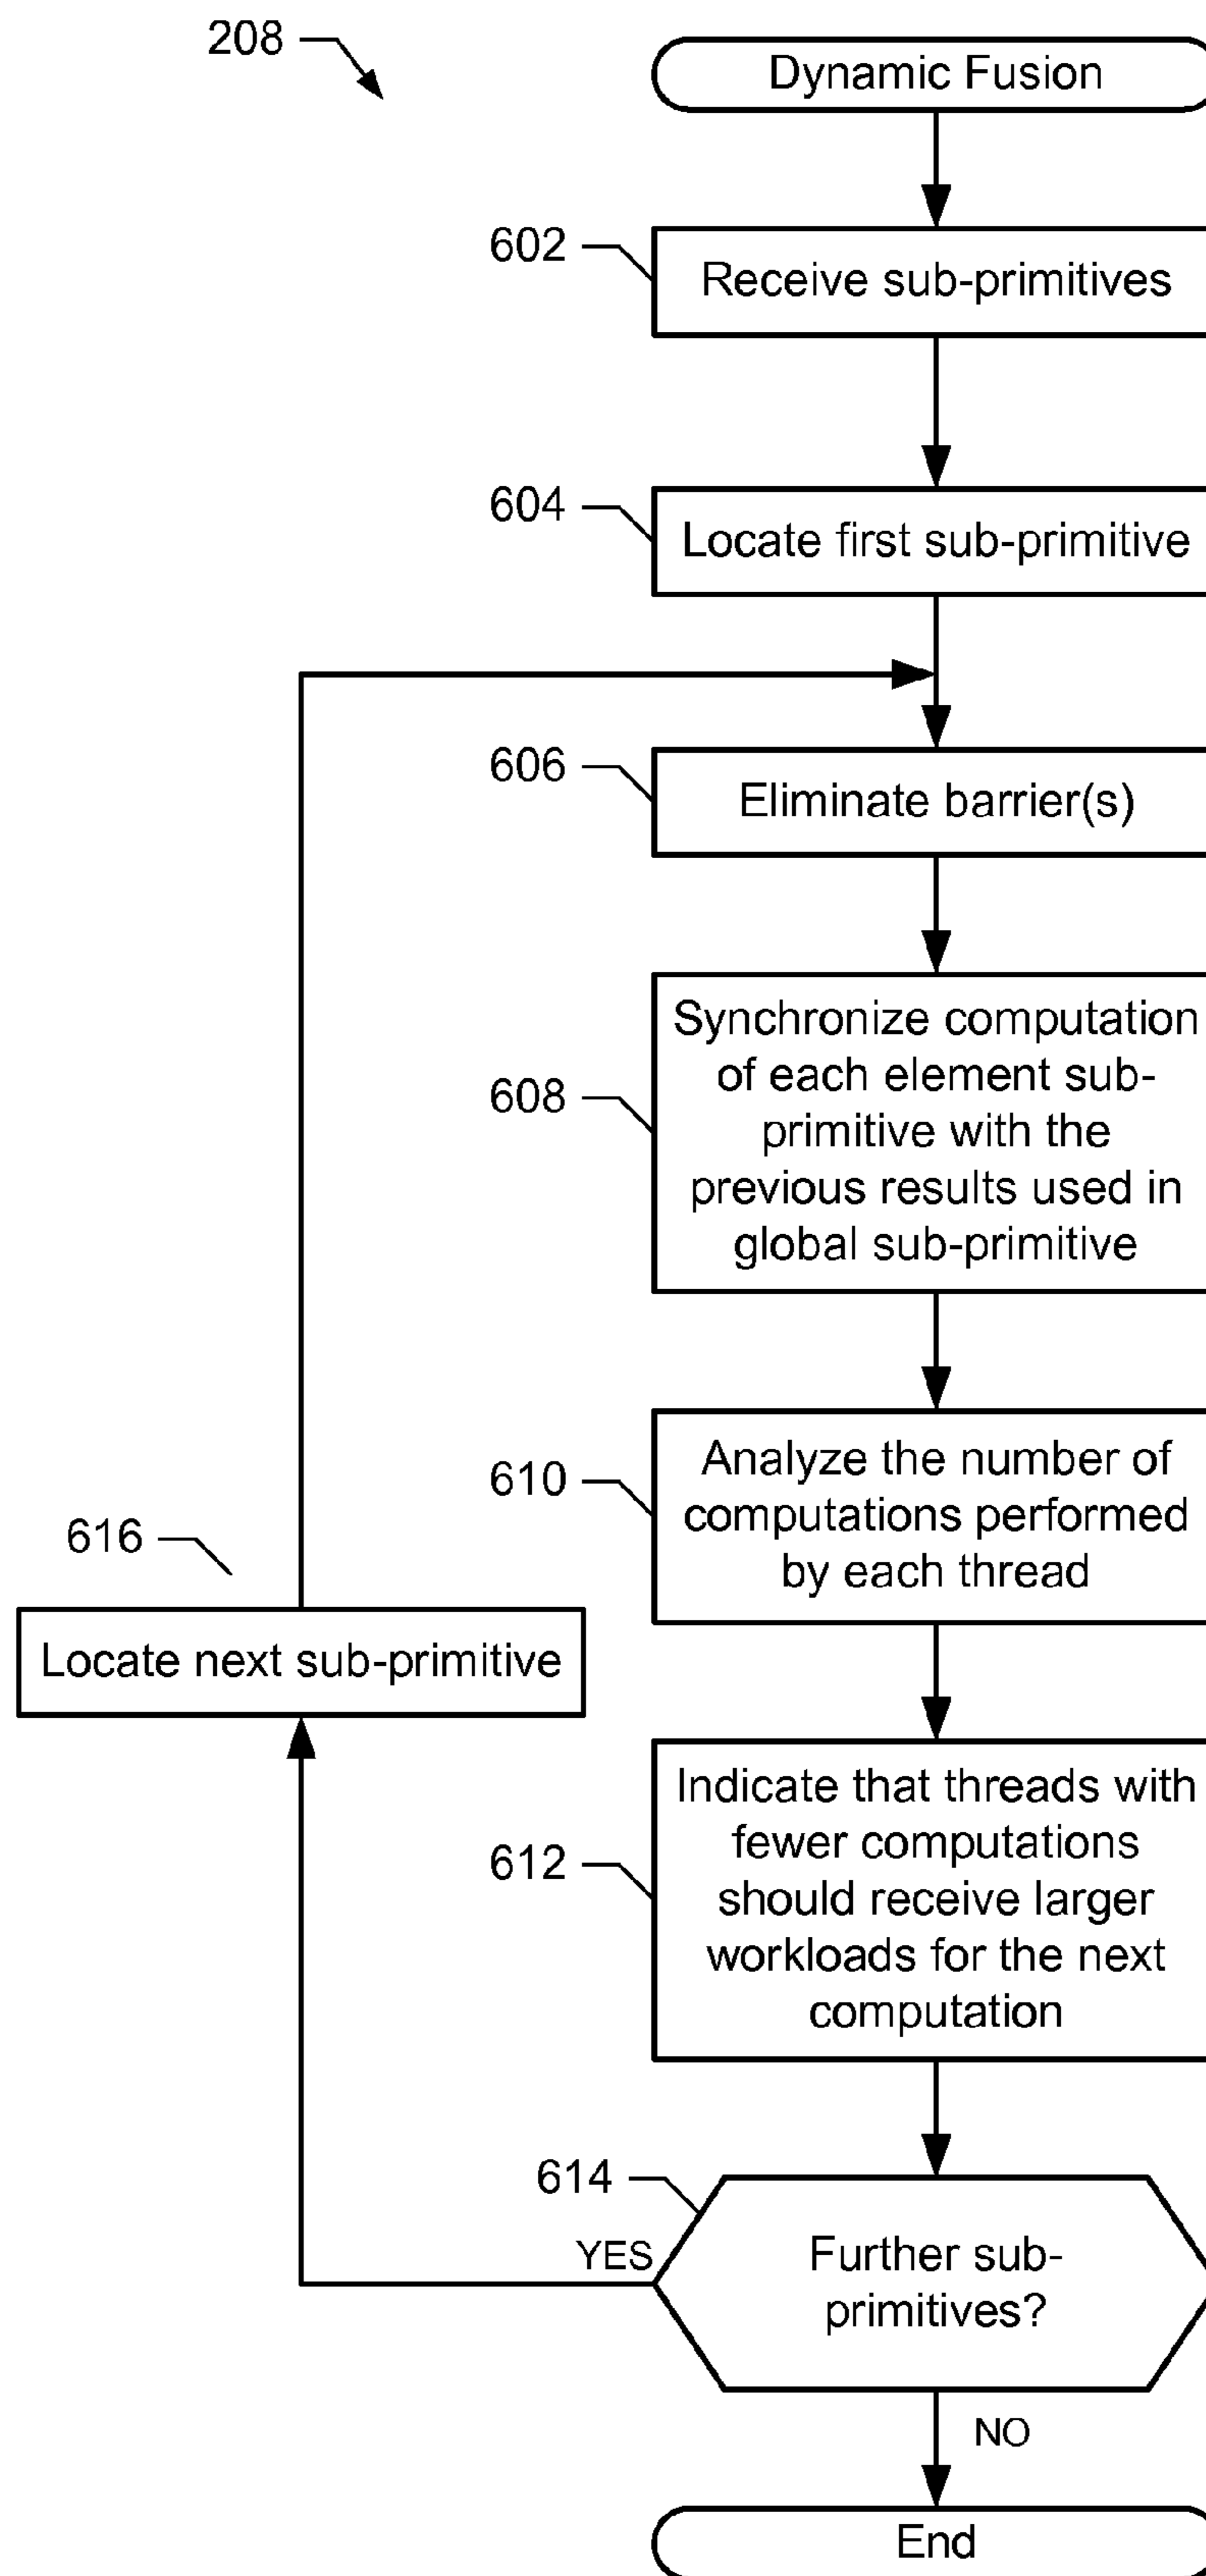 208
Dynamic Fusion
602
Receive sub-primitives
604
Locate first sub-primitive
606
Eliminate barrier(s)
608
Synchronize computation
of each element sub-
primitive with the
previous results used in
global sub-primitive
610
Analyze the number of
computations performed
by each thread
616
Locate next sub-primitive
612
Indicate that threads with
fewer computations
should receive larger
workloads for the next
computation
614
YES
Further sub-
primitives?
NO
End